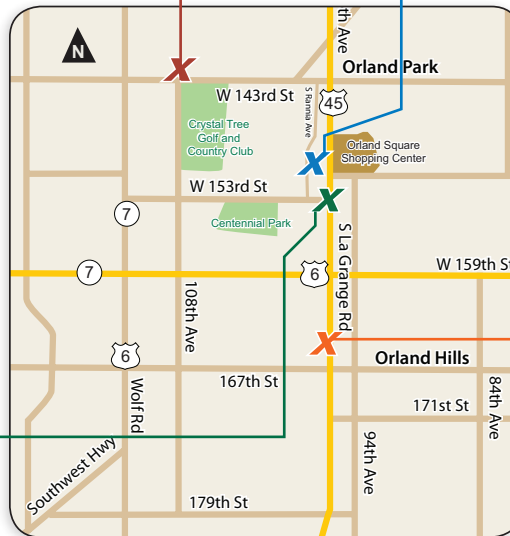 th Ave
N
X
Orland Park
W 143rd St
S Rannia Ave
45
Crystal Tree
Golf and
Country Club
Orland Square
Shopping Center
X
W 153rd St
X
7
Centennial Park
S La Grange Rd
W 159th St
7
6
108th Ave
X
6
Orland Hills
167th St
Wolf Rd
84th Ave
171st St
94th Ave
Southwest Hwy
179th St